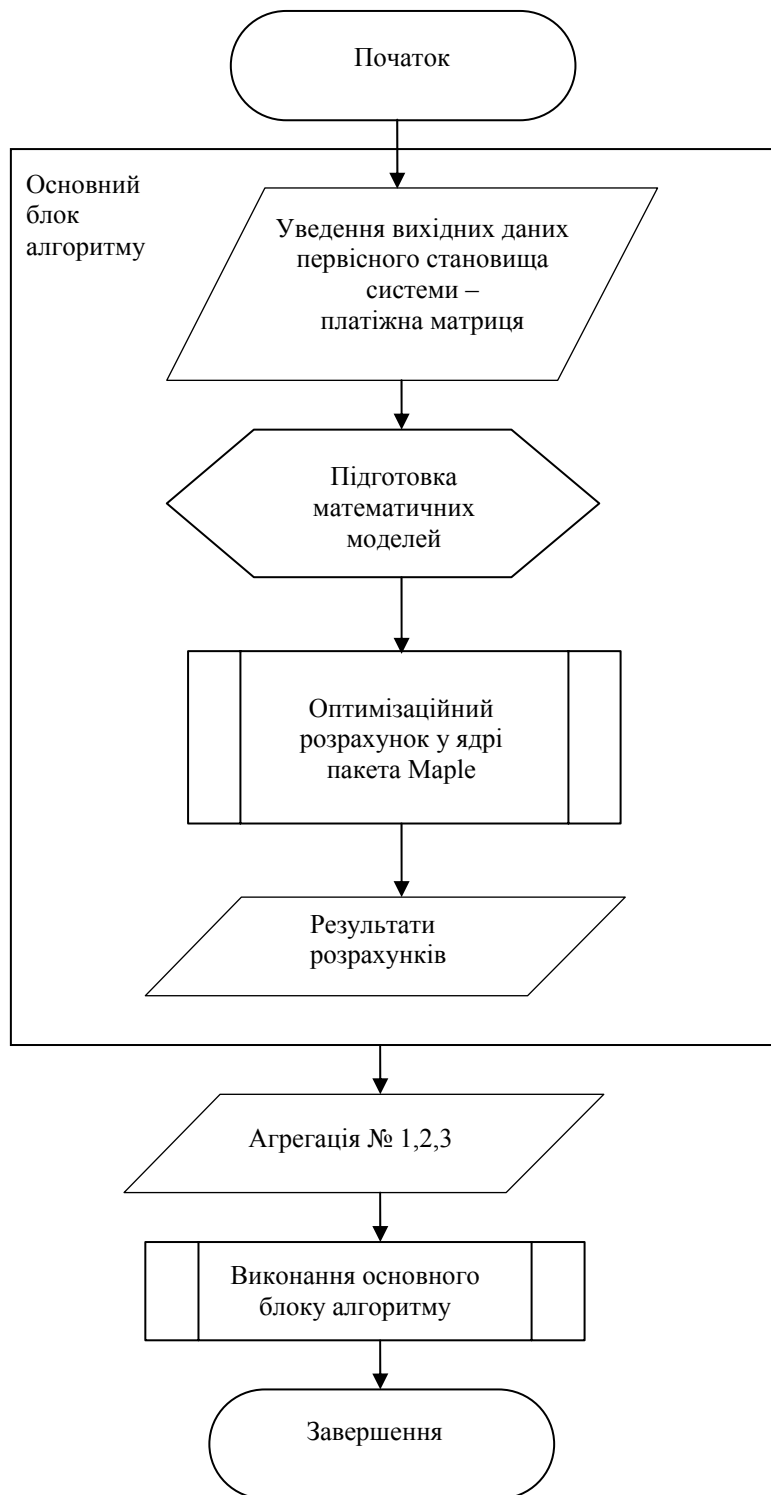 Початок
Основний
блок
алгоритму
Уведення вихідних даних
первісного становища
системи –
платіжна матриця
Підготовка
математичних
моделей
Оптимізаційний
розрахунок у ядрі
пакета Maple
Результати
розрахунків
Агрегація № 1,2,3
Виконання основного
блоку алгоритму
Завершення